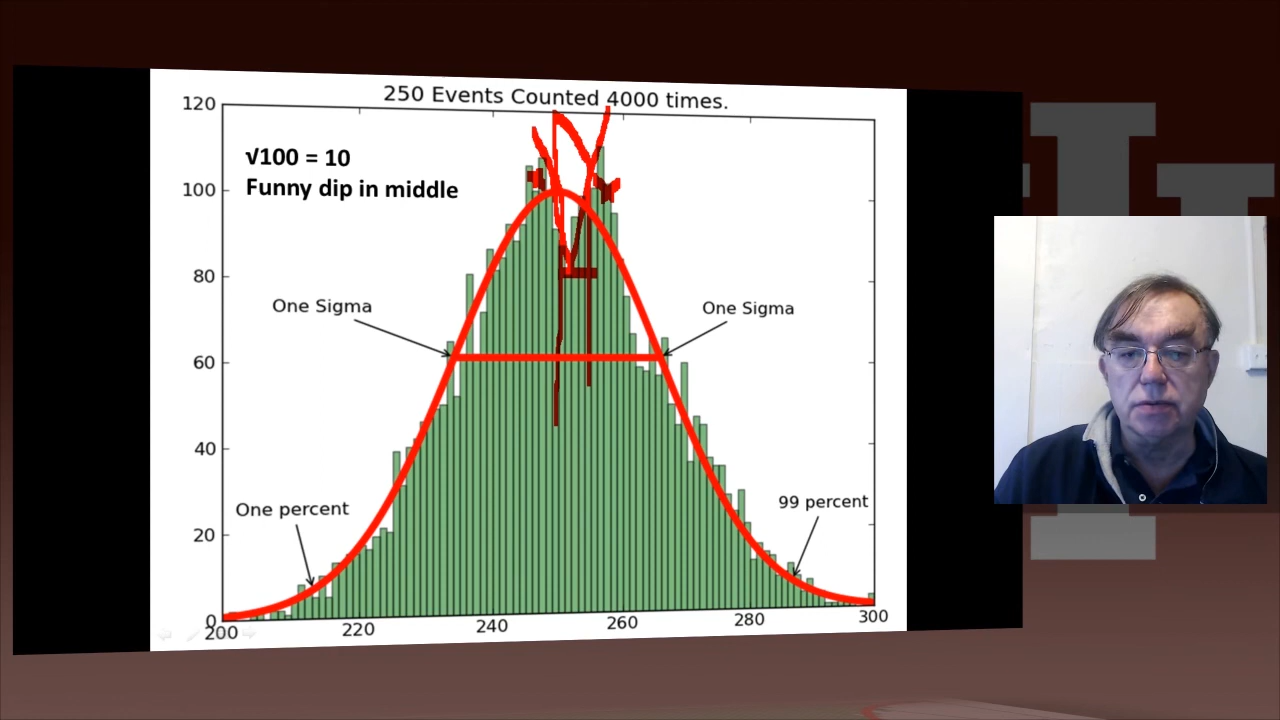 250 Events Counted 4000 times.
120
√100 = 10
Funny dip in middle
100
80
One Sigma
One Sigma
60
40
One percent
99 percent
20
0
200
220
240
260
280
300